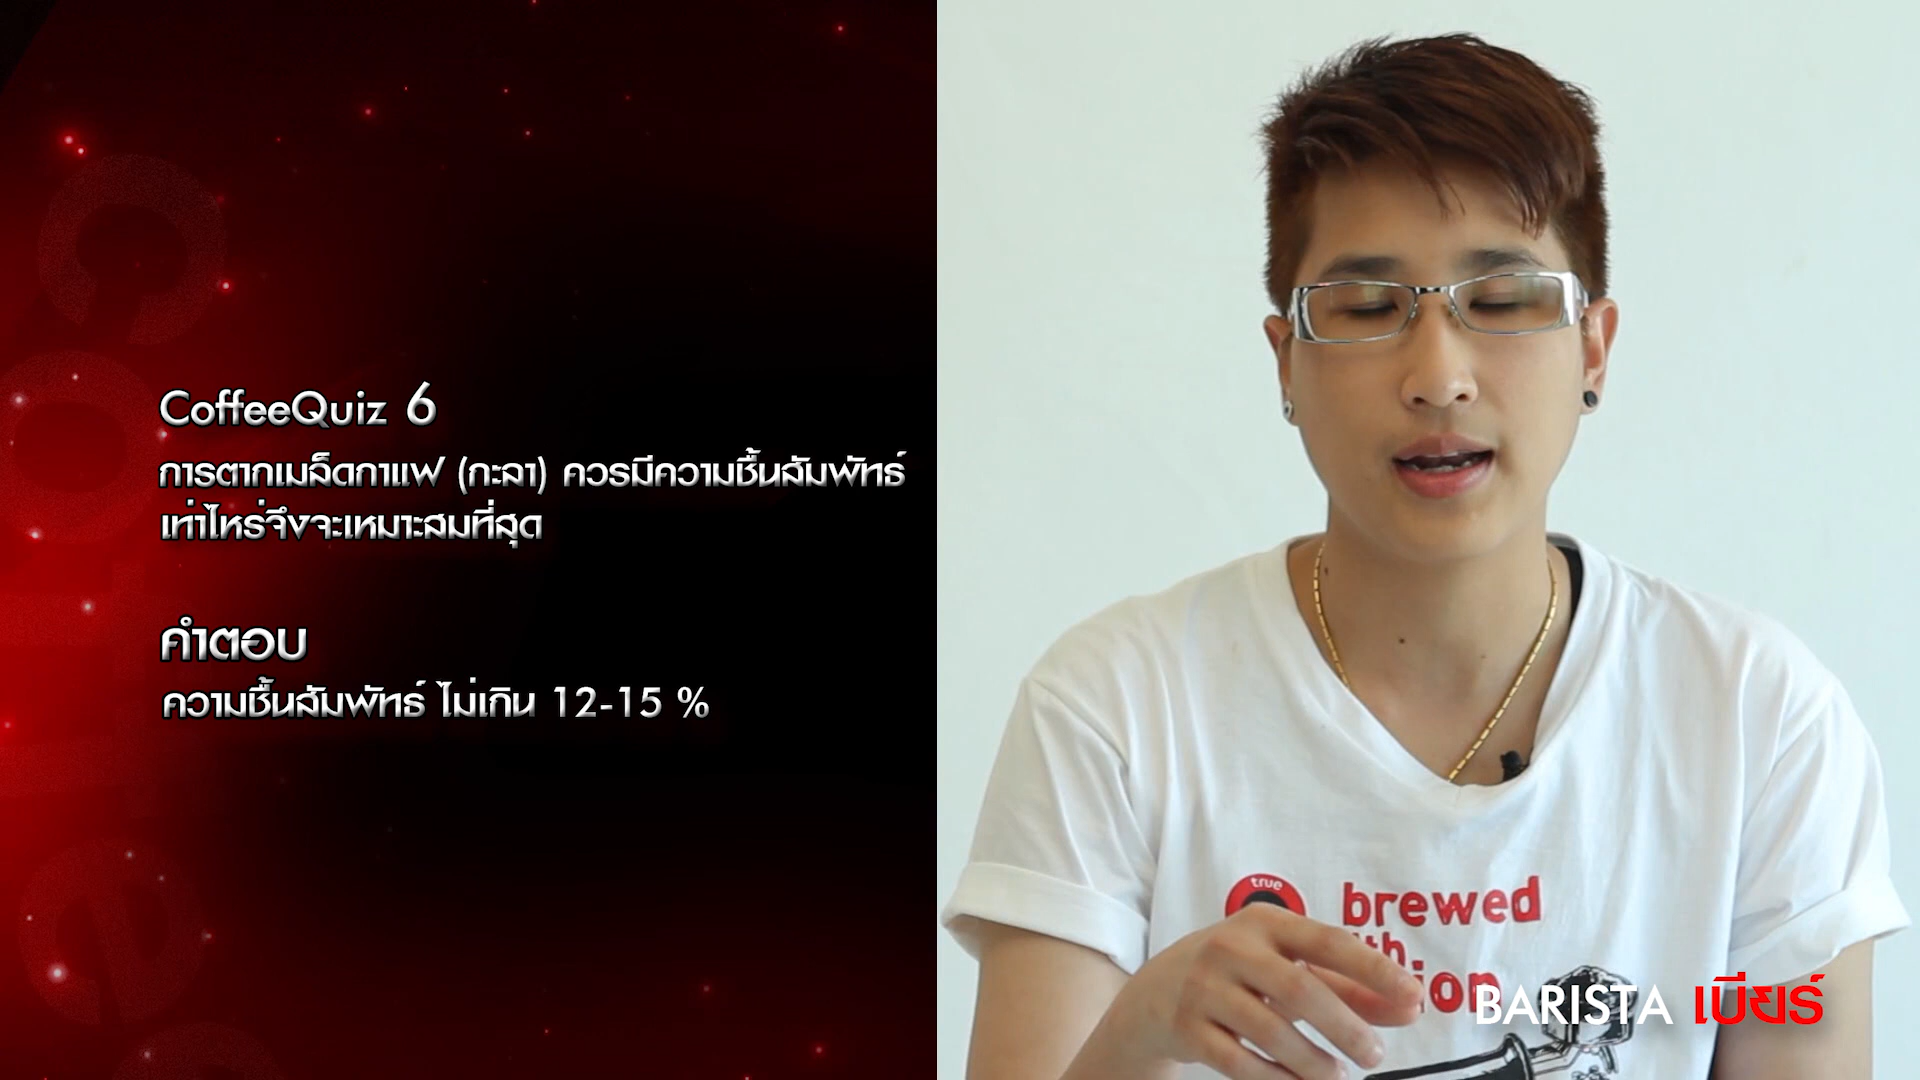 CoffeeQuiz 6
การตากเมล็ดกาแฟ (กะลา) ควรมีความชื้นสัมพัทธ์
เท่าไหร่จึงจะเหมาะสมที่สุด
คำตอบ
ความชื้นสัมพัทธ์ ไม่เกิน 12-15 %
true
brewed
BARISTA เบียร์